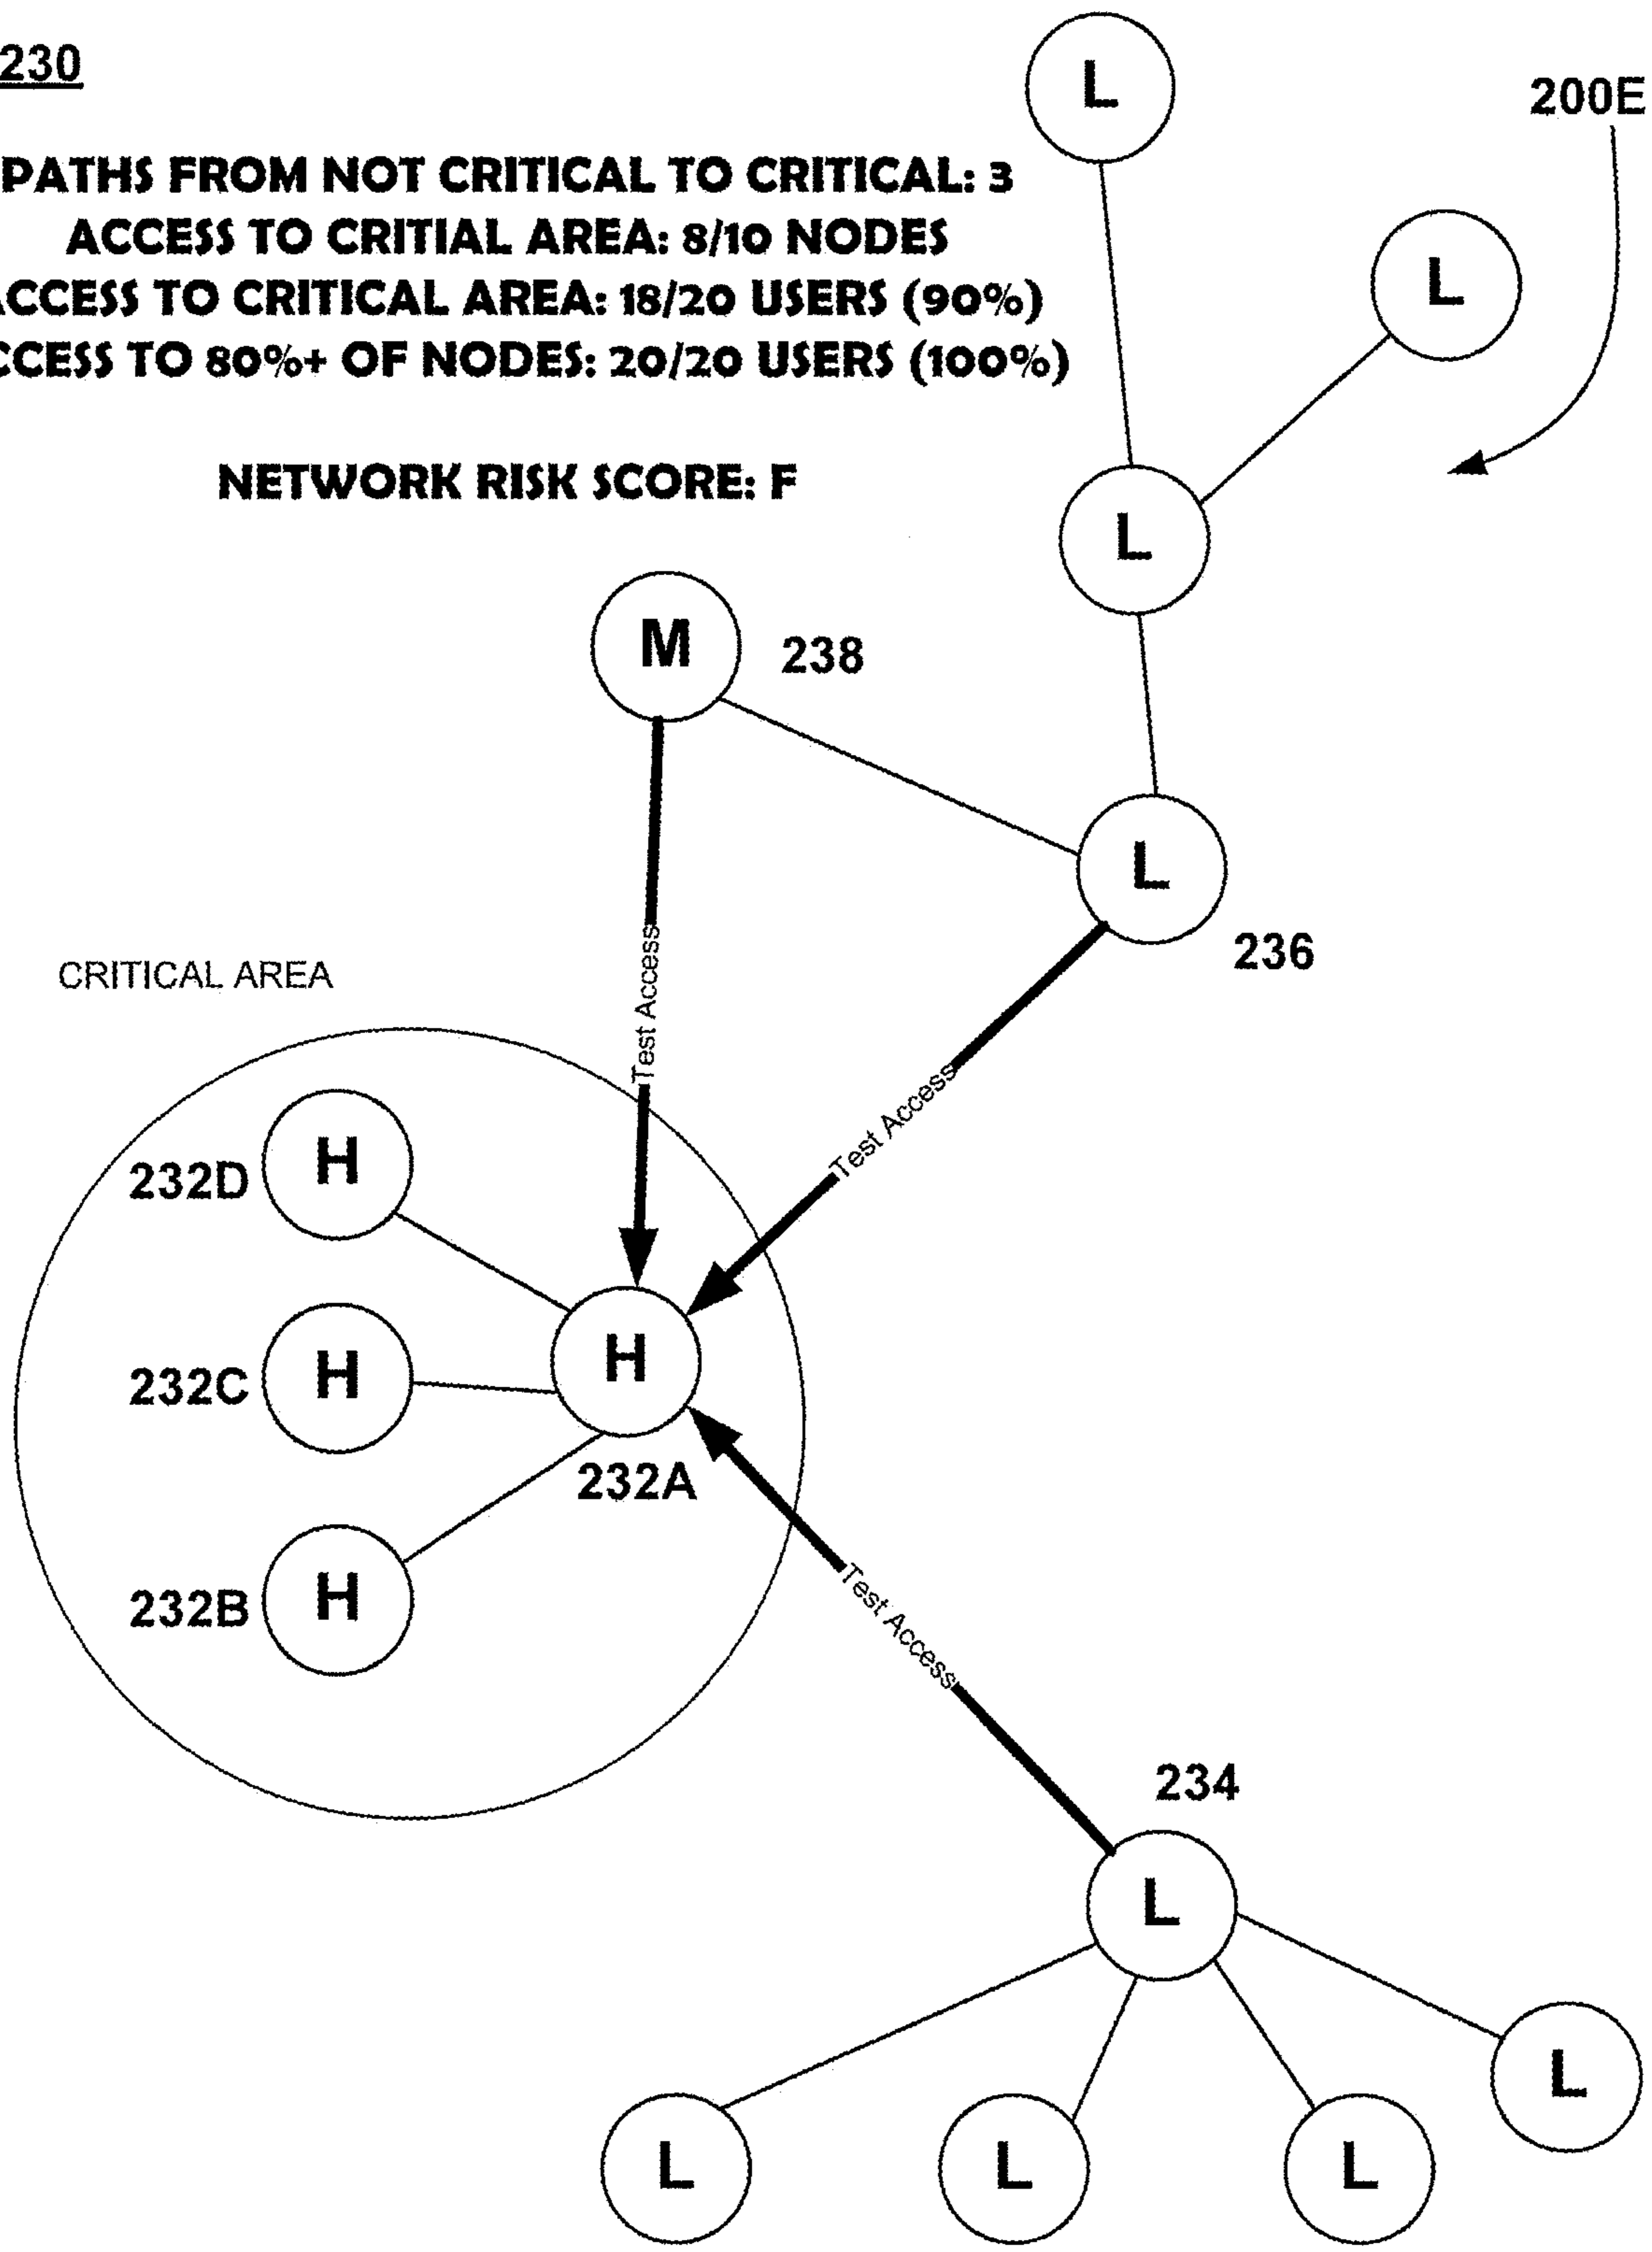 230
L
200E
PATHS FROM NOT CRITICAL TO CRITICAL: 3
ACCESS TO CRITIAL AREA: 8/10 NODES
L
CCESS TO CRITICAL AREA: 18/20 USERS (90%)
CCESS TO 80%+ OF NODES: 20/20 USERS (100%)
NETWORK RISK SCORE: F
L
M
238
L
236
CRITICAL AREA
Test Access
Test Access
H
232D
H
232C
H
232A
H
232B
Test Access
234
L
L
L
L
L